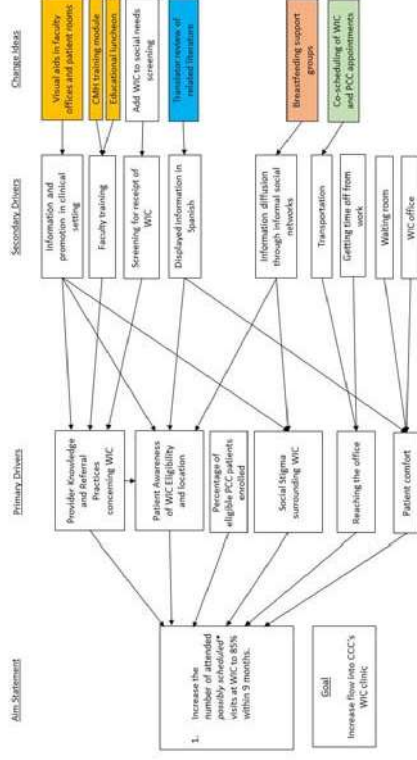 Aim Statement
Primary Drivers
Secondary Drivers
Change Ideas
1. Increase the
number of attended
possibly scheduled*
visits at WIC to 85%
within 9 months.
Goal
Increase flow into CCC's
WIC clinic
Provider Knowledge
and Referral
Practices
concerning WIC
Patient Awareness
of WIC Eligibility
and location
Percentage of
eligible PCC patients
enrolled
Social Stigma
surrounding WIC
Reaching the office
Patient comfort
Information and
promotion in clinical
setting
Faculty training
Screening for receipt of
WIC
Displayed information in
Spanish
Information diffusion
through informal social
networks
Transportation
Getting time off from
work
Waiting room
WIC office
Visual aids in faculty
offices and patient rooms
CMH training module
Educational luncheon
Add WIC to social needs
screening
Translator review of
related literature
Breastfeeding support
groups
Co-scheduling of WIC
and PCC appointments